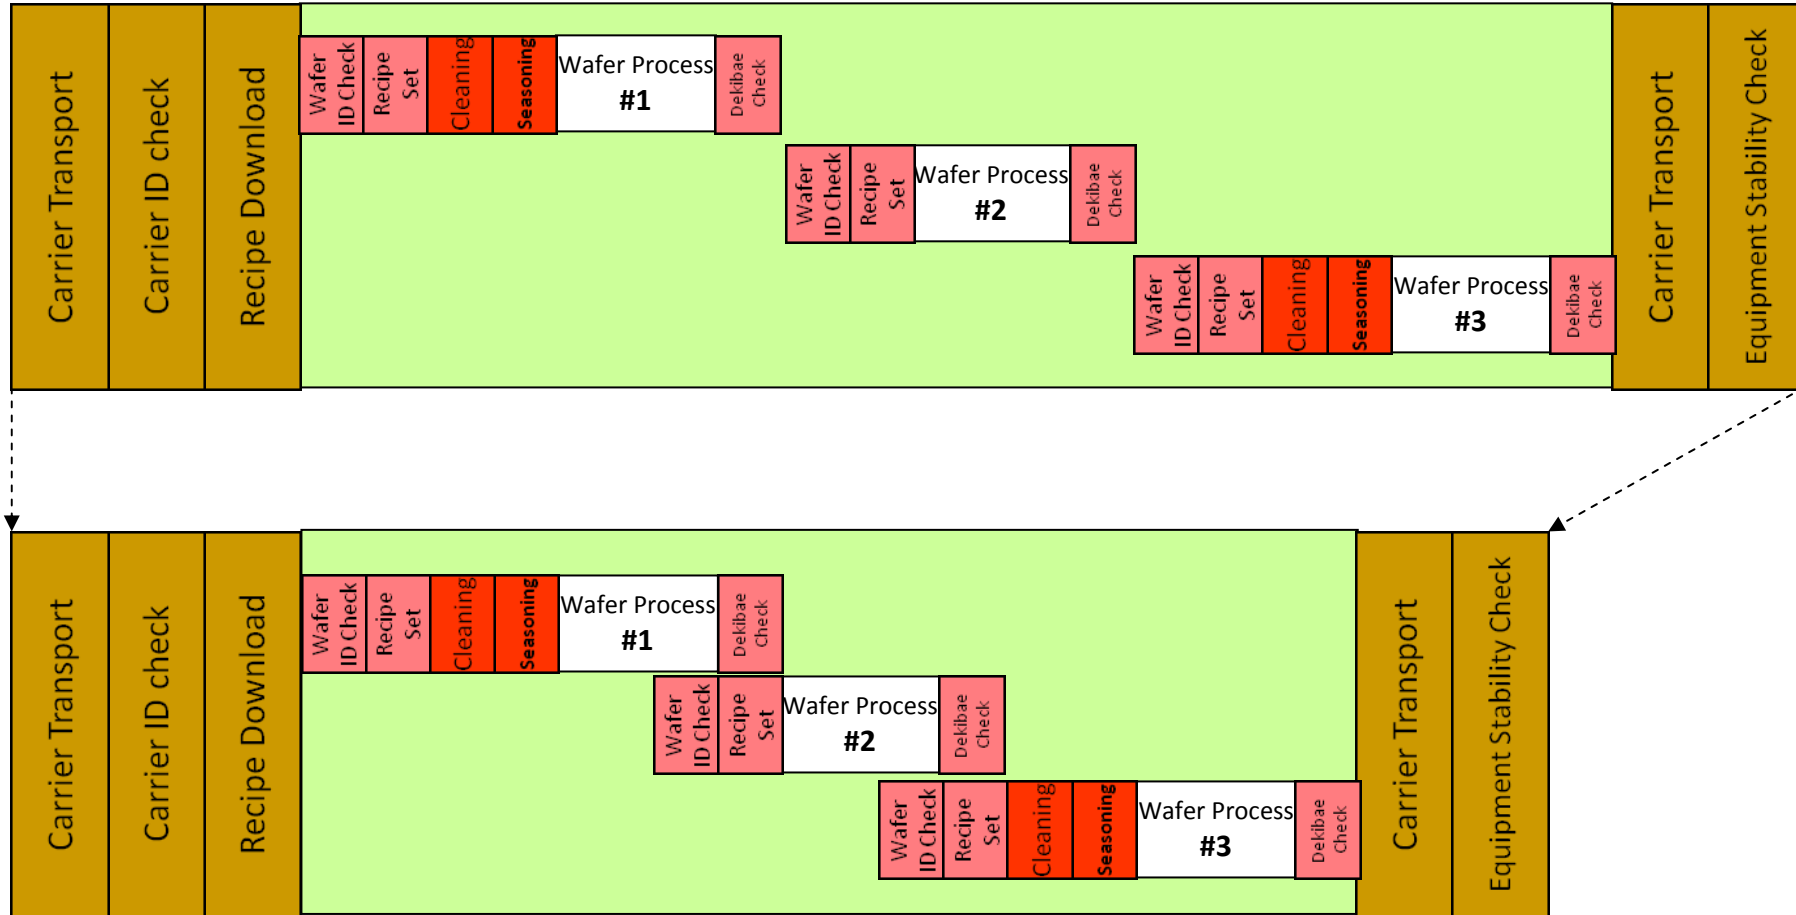 Carrier Transport
Carrier ID check
Recipe Download
Wafer
ID Check
Recipe
Set
Cleaning
Seasoning
Wafer Process
#1
Dekibae
Check
Wafer
ID Check
Recipe
Set
Wafer Process
#2
Dekibae
Check
Wafer
ID Check
Recipe
Set
Cleaning
Seasoning
Wafer Process
#3
Dekibae
Check
Carrier Transport
Equipment Stability Check
Carrier Transport
Carrier ID check
Recipe Download
Wafer
ID Check
Recipe
Set
Cleaning
Seasoning
Wafer Process
#1
Dekibae
Check
Wafer
ID Check
Recipe
Set
Wafer Process
#2
Dekibae
Check
Wafer
ID Check
Recipe
Set
Cleaning
Seasoning
Wafer Process
#3
Dekibae
Check
Carrier Transport
Equipment Stability Check